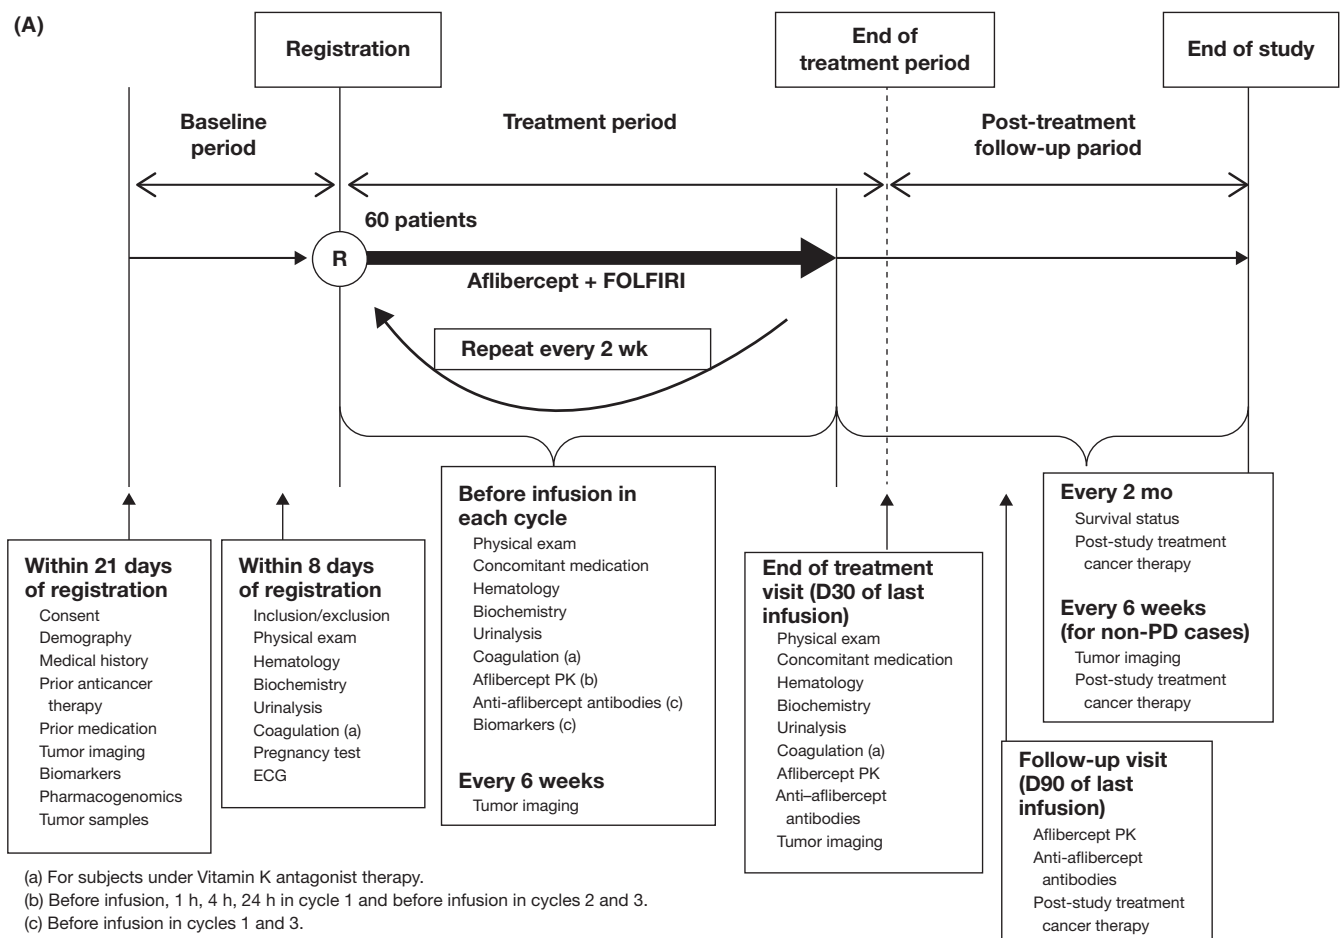 (A)
Registration
End of
treatment period
End of study
Baseline
period
Treatment period
Post-treatment
follow-up pariod
60 patients
R
Aflibercept + FOLFIRI
Repeat every 2 wk
Within 21 days
of registration
Consent
Demography
Medical history
Prior anticancer
therapy
Prior medication
Tumor imaging
Biomarkers
Pharmacogenomics
Tumor samples
Within 8 days
of registration
Inclusion/exclusion
Physical exam
Hematology
Biochemistry
Urinalysis
Coagulation (a)
Pregnancy test
ECG
Before infusion in
each cycle
Physical exam
Concomitant medication
Hematology
Biochemistry
Urinalysis
Coagulation (a)
Aflibercept PK (b)
Anti-aflibercept antibodies (c)
Biomarkers (c)
Every 6 weeks
Tumor imaging
End of treatment
visit (D30 of last
infusion)
Physical exam
Concomitant medication
Hematology
Biochemistry
Urinalysis
Coagulation (a)
Aflibercept PK
Anti–aflibercept
antibodies
Tumor imaging
Every 2 mo
Survival status
Post-study treatment
cancer therapy
Every 6 weeks
(for non-PD cases)
Tumor imaging
Post-study treatment
cancer therapy
Follow-up visit
(D90 of last
infusion)
Aflibercept PK
Anti-aflibercept
antibodies
Post-study treatment
cancer therapy
(a) For subjects under Vitamin K antagonist therapy.
(b) Before infusion, 1 h, 4 h, 24 h in cycle 1 and before infusion in cycles 2 and 3.
(c) Before infusion in cycles 1 and 3.